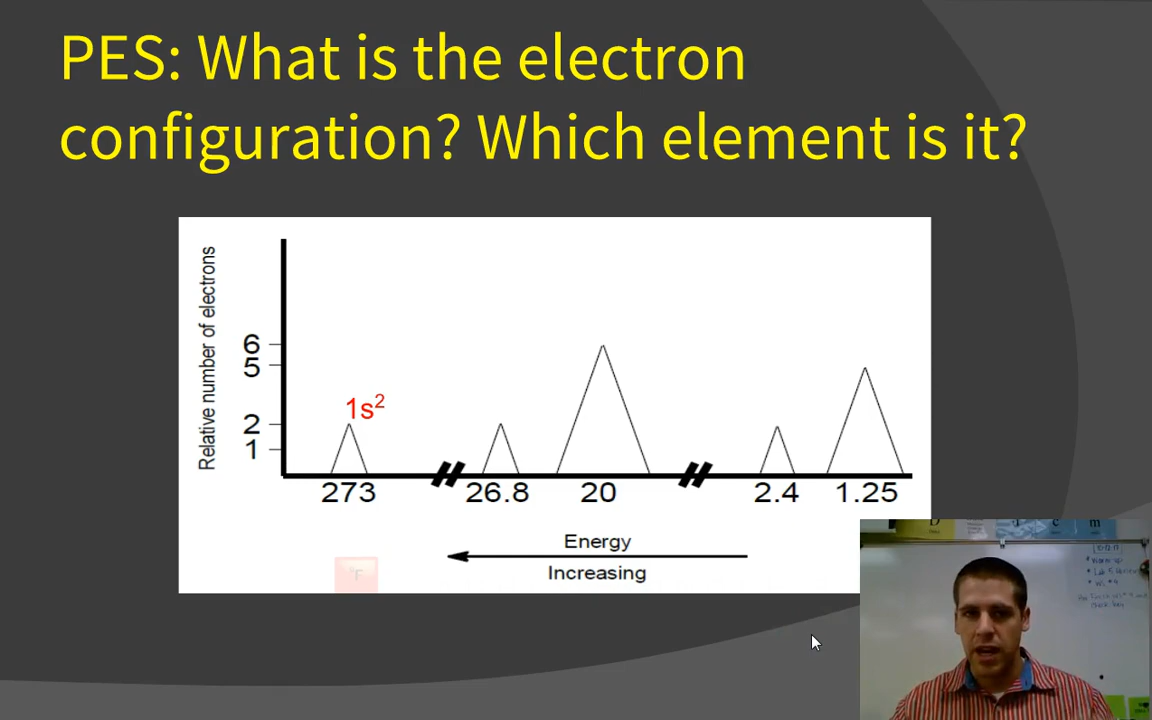 PES: What is the electron
configuration? Which element is it?
Relative number of electrons
6
5
2
1
1s²
273
26.8
20
2.4
1.25
Energy
Increasing